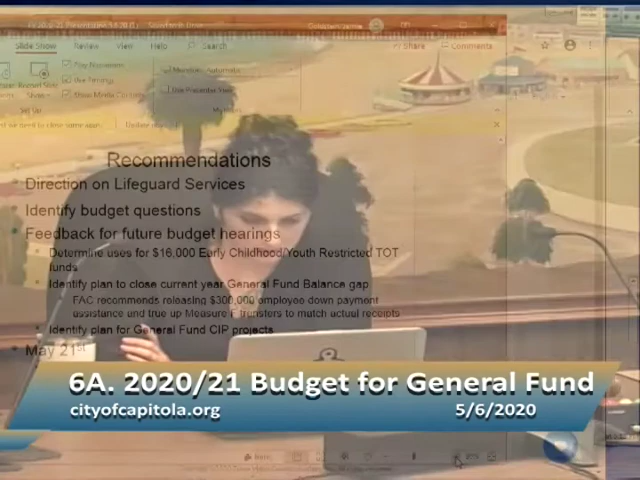 Slide Show Review View Help Search
Share Comments
Recommendations
Direction on Lifeguard Services
Identify budget questions
Feedback for future budget hearings
Determine uses for $16,000 Early Childhood/Youth Restricted TOT
funds
Identify plan to close current year General Fund Balance gap
FAC recommends releasing $300,000 employee down payment
assistance and true up Measure F transfers to match actual receipts
Identify plan for General Fund CIP projects
May 21st
6A. 2020/21 Budget for General Fund
cityofcapitola.org 5/6/2020